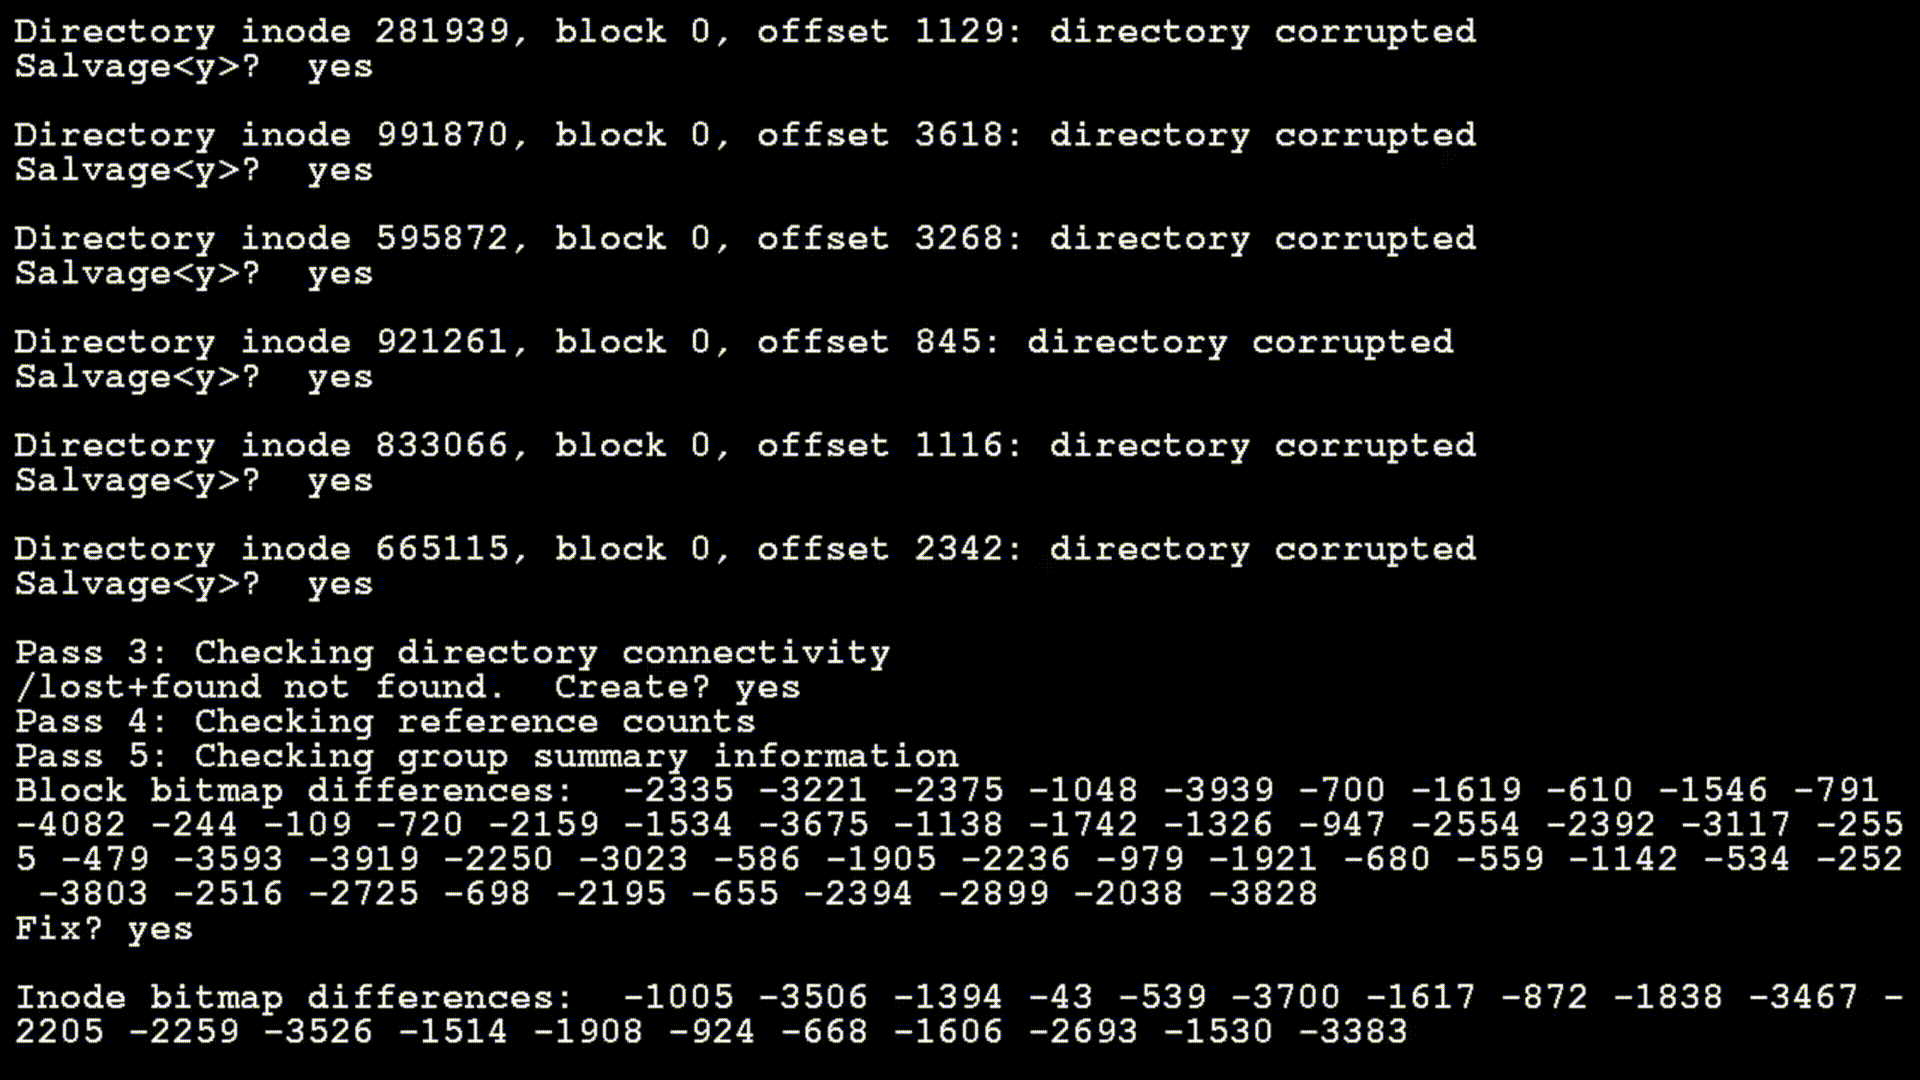 Directory inode 281939, block 0, offset 1129: directory corrupted
Salvage<y>?  yes
Directory inode 991870, block 0, offset 3618: directory corrupted
Salvage<y>?  yes
Directory inode 595872, block 0, offset 3268: directory corrupted
Salvage<y>?  yes
Directory inode 921261, block 0, offset 845: directory corrupted
Salvage<y>?  yes
Directory inode 833066, block 0, offset 1116: directory corrupted
Salvage<y>?  yes
Directory inode 665115, block 0, offset 2342: directory corrupted
Salvage<y>?  yes
Pass 3: Checking directory connectivity
/lost+found not found.  Create? yes
Pass 4: Checking reference counts
Pass 5: Checking group summary information
Block bitmap differences:  -2335 -3221 -2375 -1048 -3939 -700 -1619 -610 -1546 -791
-4082 -244 -109 -720 -2159 -1534 -3675 -1138 -1742 -1326 -947 -2554 -2392 -3117 -255
5 -479 -3593 -3919 -2250 -3023 -586 -1905 -2236 -979 -1921 -680 -559 -1142 -534 -252
 -3803 -2516 -2725 -698 -2195 -655 -2394 -2899 -2038 -3828
Fix? yes
Inode bitmap differences:  -1005 -3506 -1394 -43 -539 -3700 -1617 -872 -1838 -3467 -
2205 -2259 -3526 -1514 -1908 -924 -668 -1606 -2693 -1530 -3383